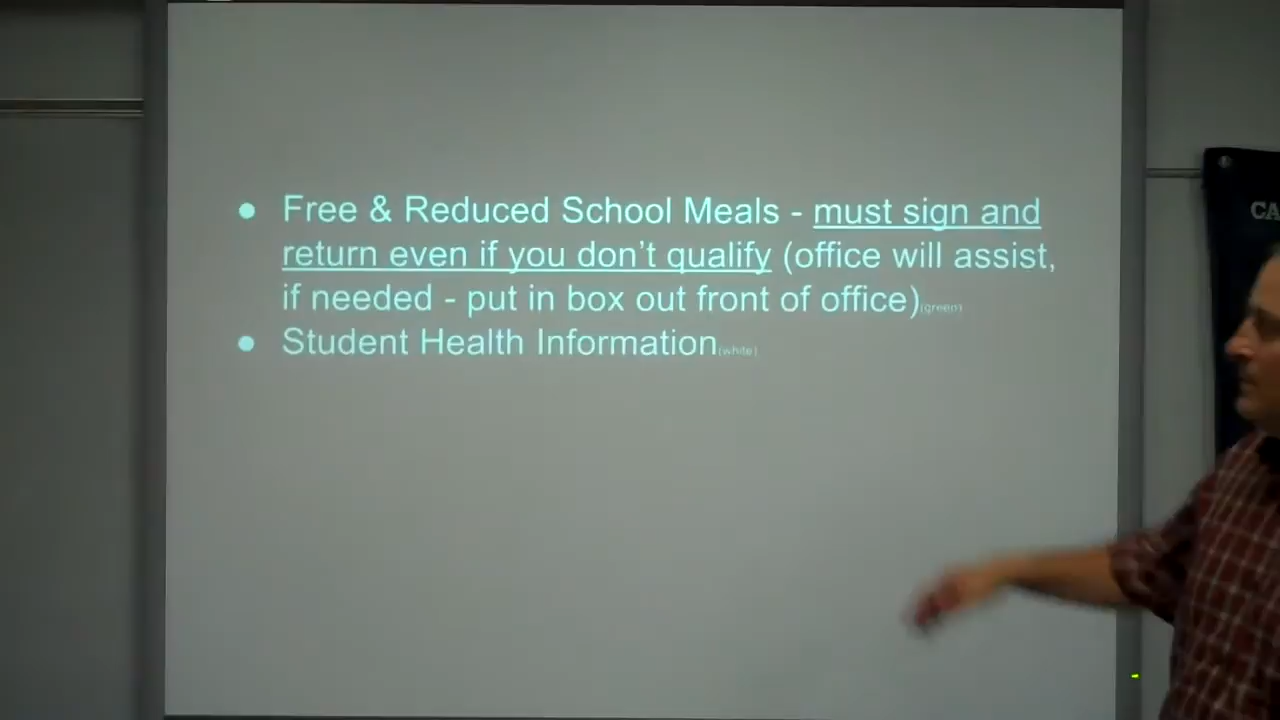 ● Free & Reduced School Meals - must sign and
return even if you don't qualify (office will assist,
if needed - put in box out front of office)(green)
● Student Health Information(white)
CA